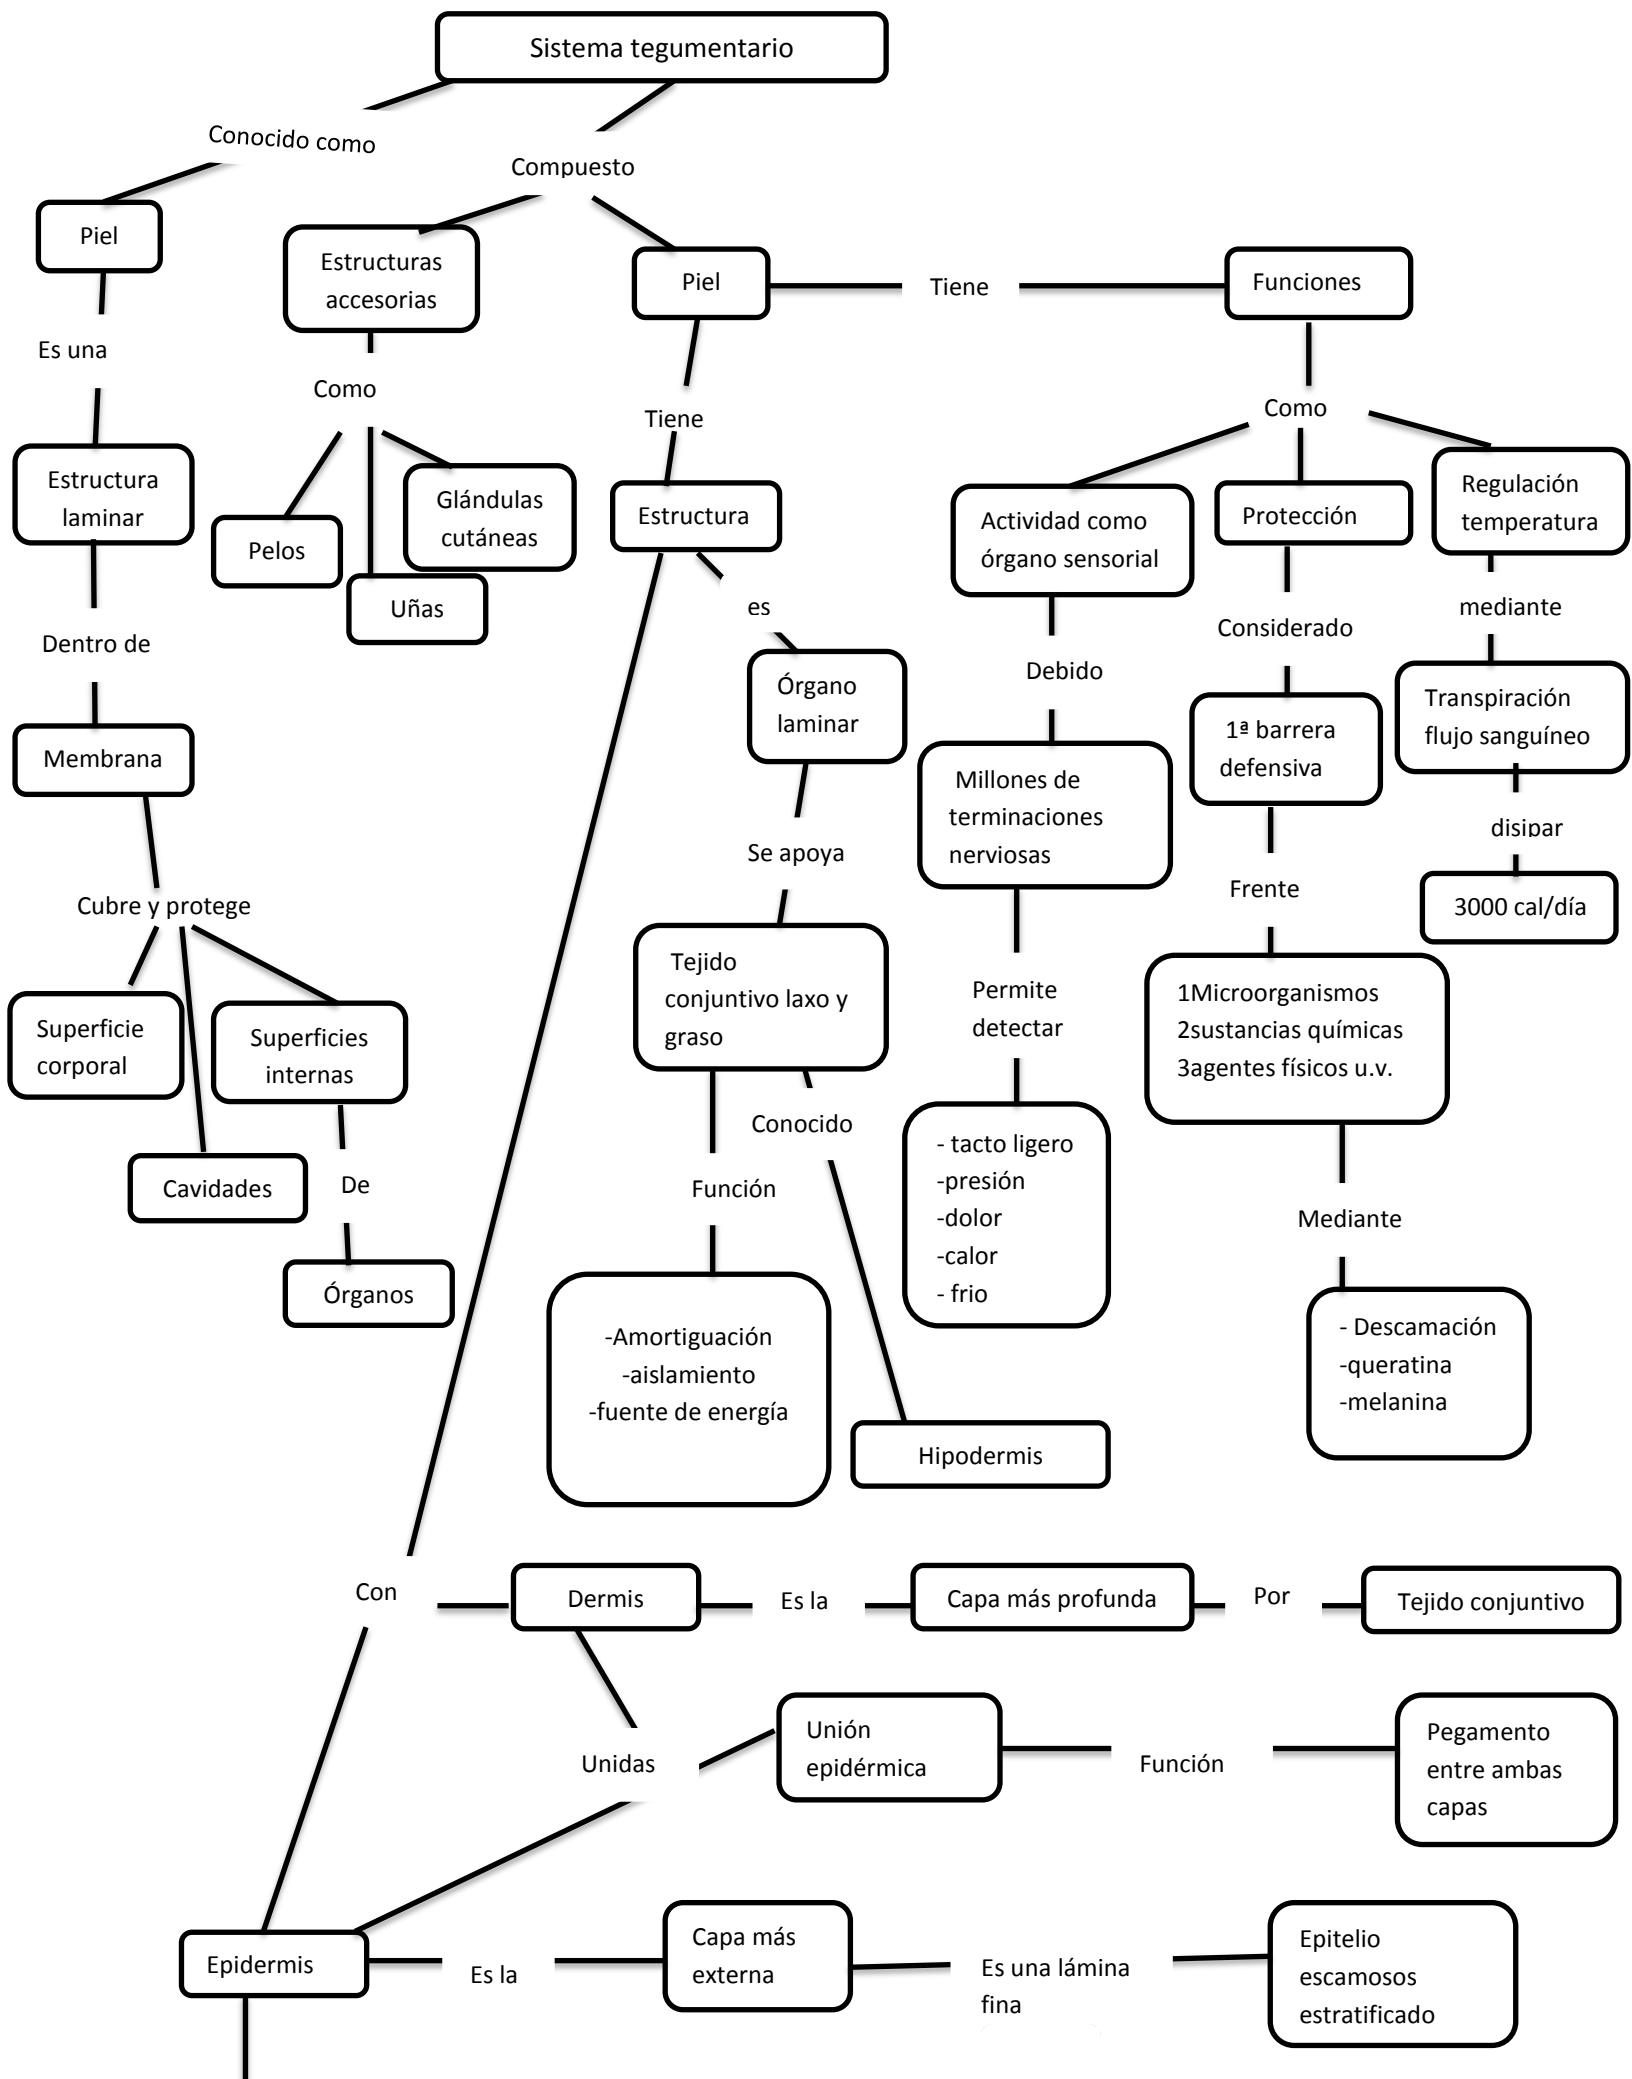 Sistema tegumentario
Conocido como
Compuesto
Piel
Estructuras
accesorias
Piel
Tiene
Funciones
Es una
Como
Tiene
Como
Estructura
laminar
Pelos
Uñas
Glándulas
cutáneas
Estructura
Actividad como
órgano sensorial
Protección
Regulación
temperatura
Dentro de
es
Debido
Considerado
mediante
Membrana
Órgano
laminar
Millones de
terminaciones
nerviosas
1ª barrera
defensiva
Transpiración
flujo sanguíneo
disipar
3000 cal/día
Cubre y protege
Se apoya
Frente
Superficie
corporal
Cavidades
Superficies
internas
De
Órganos
Tejido
conjuntivo laxo y
graso
Permite
detectar
1Microorganismos
2sustancias químicas
3agentes físicos u.v.
Conocido
Función
- tacto ligero
-presión
-dolor
-calor
- frio
Mediante
-Amortiguación
-aislamiento
-fuente de energía
Hipodermis
- Descamación
-queratina
-melanina
Con
Dermis
Es la
Capa más profunda
Por
Tejido conjuntivo
Unidas
Unión
epidérmica
Función
Pegamento
entre ambas
capas
Epidermis
Es la
Capa más
externa
Es una lámina
fina
Epitelio
escamosos
estratificado